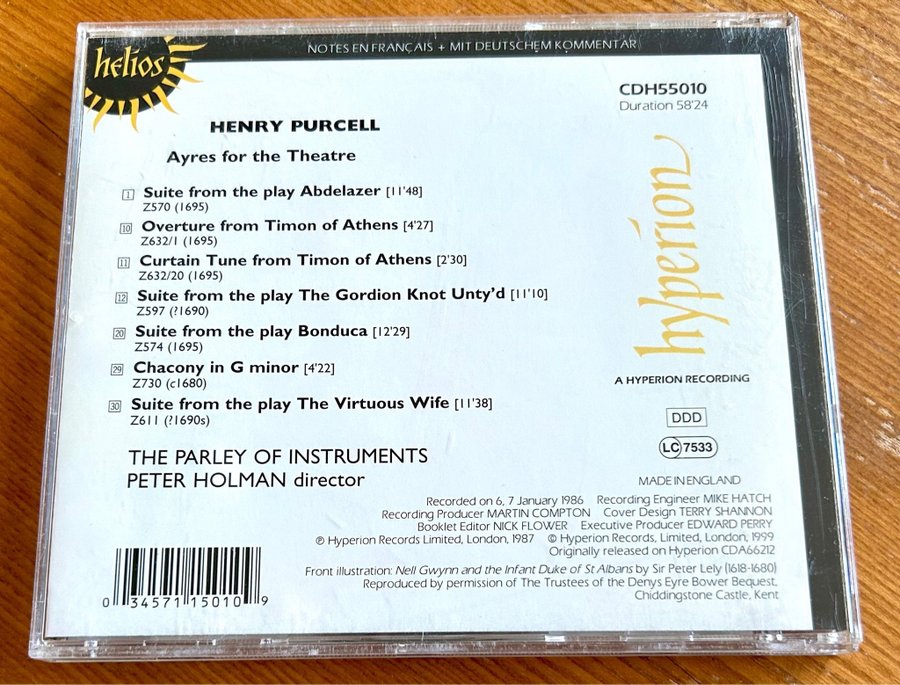 helios
NOTES EN FRANÇAIS + MIT DEUTSCHEM KOMMENTAR
CDH55010
Duration 58'24
HENRY PURCELL
Ayres for the Theatre
1 Suite from the play Abdelazer [11'48]
Z570 (1695)
10 Overture from Timon of Athens [4'27]
Z632/1 (1695)
11 Curtain Tune from Timon of Athens [2'30]
Z632/20 (1695)
12 Suite from the play The Gordion Knot Unty'd [11'10]
Z597 (?1690)
20 Suite from the play Bonduca [12'29]
Z574 (1695)
29 Chacony in G minor [4'22]
Z730 (c1680)
30 Suite from the play The Virtuous Wife [11'38]
Z611 (?1690s)
hyperion
A HYPERION RECORDING
DDD
LC 7533
THE PARLEY OF INSTRUMENTS
PETER HOLMAN director
MADE IN ENGLAND
Recorded on 6, 7 January 1986 Recording Engineer MIKE HATCH
Recording Producer MARTIN COMPTON Cover Design TERRY SHANNON
Booklet Editor NICK FLOWER Executive Producer EDWARD PERRY
℗ Hyperion Records Limited, London, 1987 © Hyperion Records, Limited, London, 1999
Originally released on Hyperion CDA66212
Front illustration: Nell Gwynn and the Infant Duke of St Albans by Sir Peter Lely (1618-1680)
Reproduced by permission of The Trustees of the Denys Eyre Bower Bequest,
Chiddingstone Castle, Kent
0 34571 15010 9